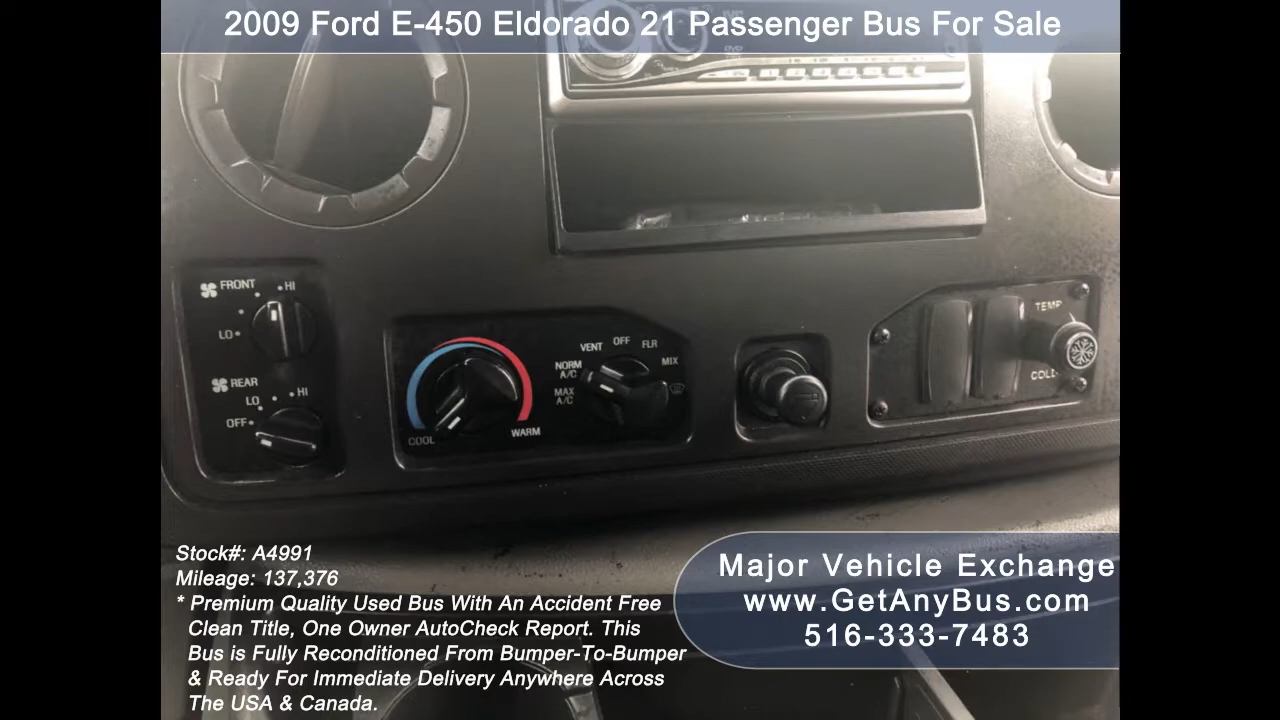 2009 Ford E-450 Eldorado 21 Passenger Bus For Sale
FRONT
HI
LO
REAR
LO
HI
OFF
COOL
WARM
MAX
A/C
NORM
A/C
VENT
OFF
FLR
MIX
TEMP
COLD
Stock#: A4991
Mileage: 137,376
* Premium Quality Used Bus With An Accident Free
Clean Title, One Owner AutoCheck Report. This
Bus is Fully Reconditioned From Bumper-To-Bumper
& Ready For Immediate Delivery Anywhere Across
The USA & Canada.
Major Vehicle Exchange
www.GetAnyBus.com
516-333-7483